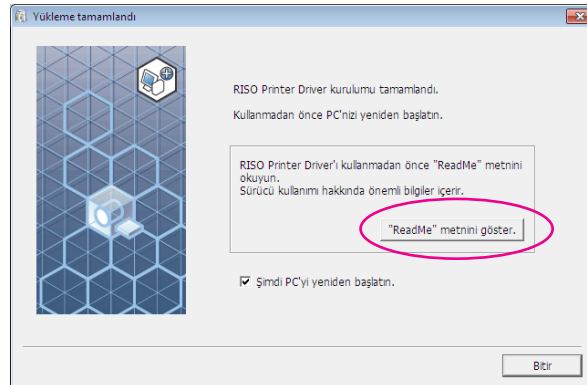 Yükleme tamamlandı
RISO Printer Driver kurulumu tamamlandı.
Kullanmadan önce PC'nizi yeniden başlatın.
RISO Printer Driver'ı kullanmadan önce "ReadMe" metnini
okuyun.
Sürücü kullanımı hakkında önemli bilgiler içerir.
"ReadMe" metnini göster.
Şimdi PC'yi yeniden başlatın.
Bitir